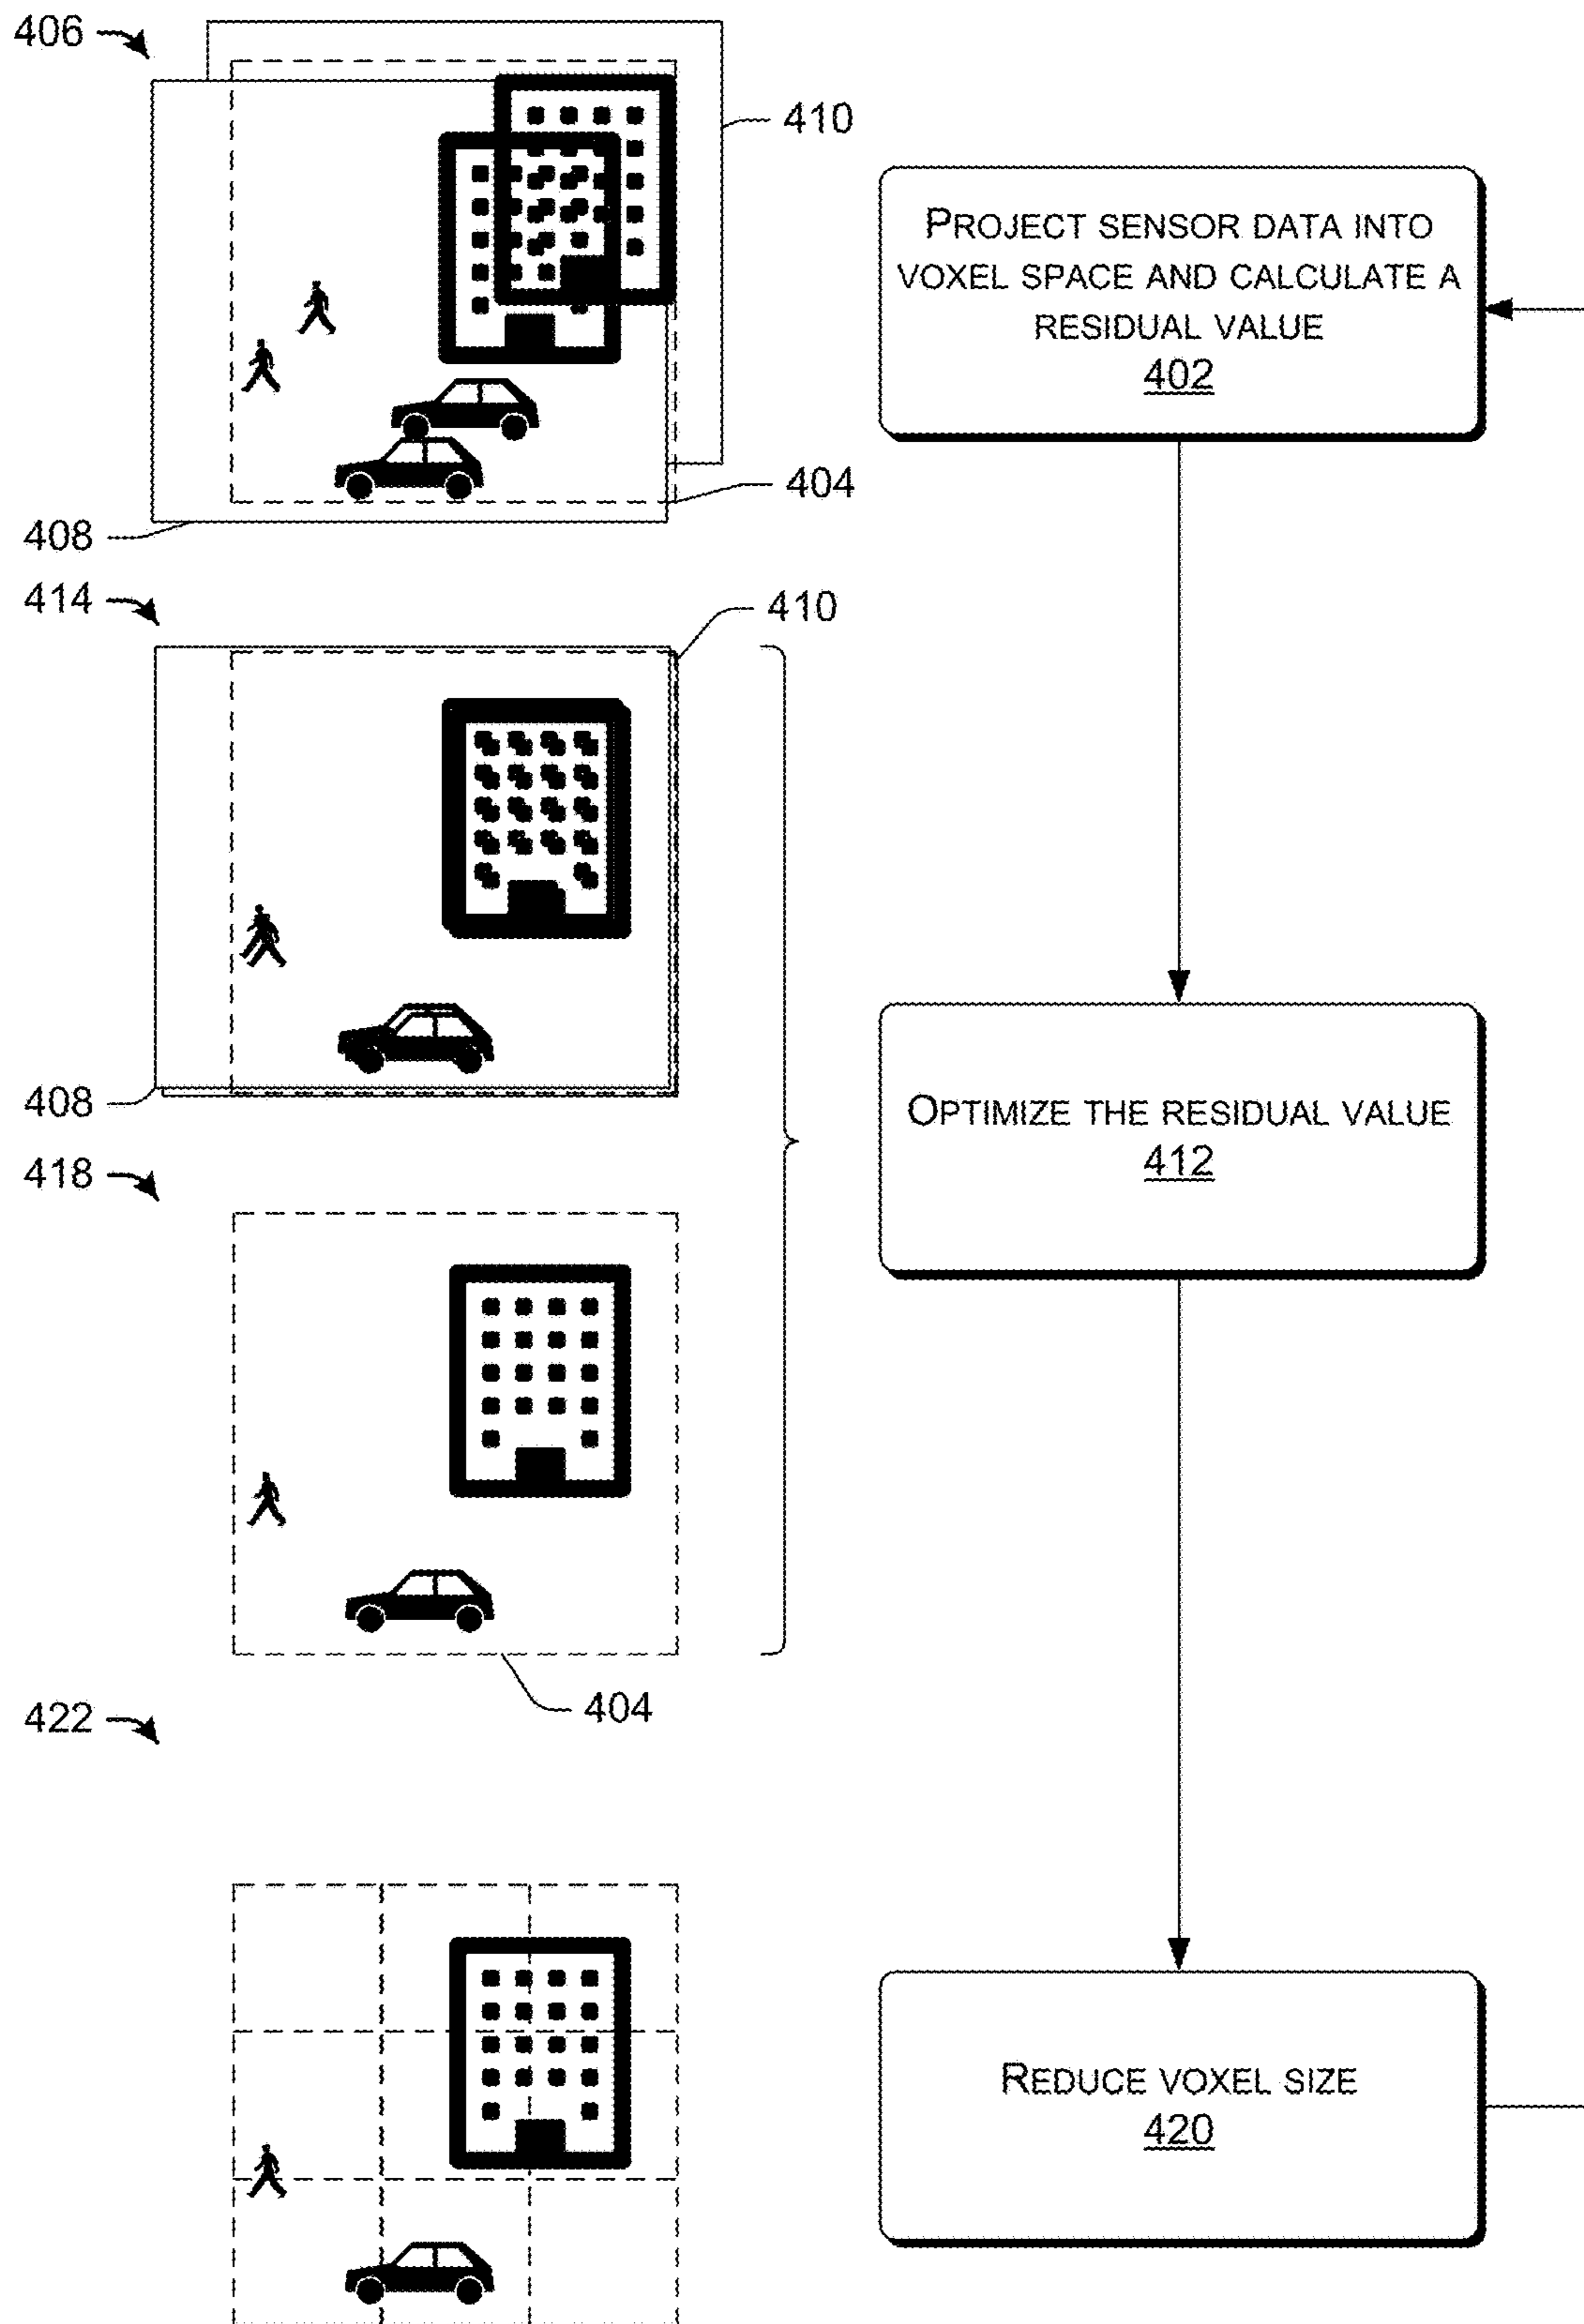 406
410
PROJECT SENSOR DATA INTO
VOXEL SPACE AND CALCULATE A
RESIDUAL VALUE
402
404
408
414
410
408
OPTIMIZE THE RESIDUAL VALUE
412
418
404
422
REDUCE VOXEL SIZE
420